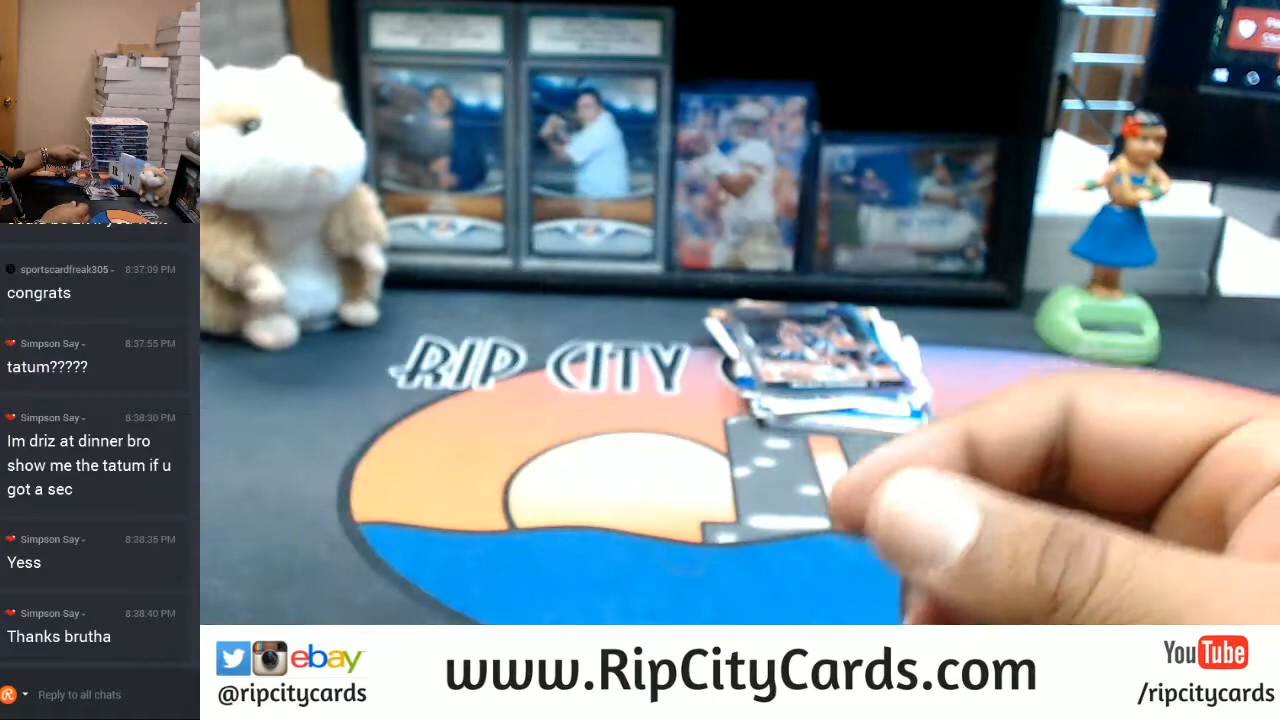 sportscardfreak305 - 8:37:09 PM
congrats
Simpson Say - 8:37:55 PM
tatum?????
Simpson Say - 8:38:30 PM
Im driz at dinner bro
show me the tatum if u
got a sec
Simpson Say - 8:38:35 PM
Yess
Simpson Say - 8:38:40 PM
Thanks brutha
Reply to all chats
RIP CITY
ebay
@ripcitycards
www.RipCityCards.com
YouTube
/ripcitycards